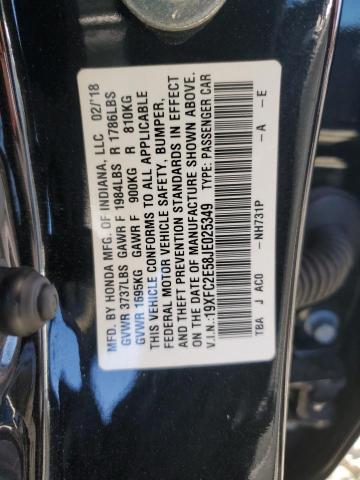 MFD. BY HONDA MFG. OF INDIANA, LLC 02/'18
GVWR 3737LBS GAWR F 1984LBS R 1786LBS
GVWR 1695KG GAWR F 900KG R 810KG
THIS VEHICLE CONFORMS TO ALL APPLICABLE
FEDERAL MOTOR VEHICLE SAFETY, BUMPER,
AND THEFT PREVENTION STANDARDS IN EFFECT
ON THE DATE OF MANUFACTURE SHOWN ABOVE.
V.I.N.:19XFC2E58JE025349 TYPE: PASSENGER CAR
TBA J AC0 -NH731P -A -E